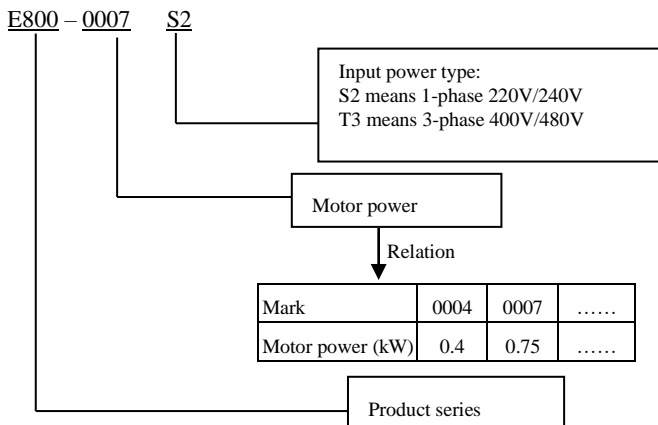 E800 – 0007 S2
Input power type:
S2 means 1-phase 220V/240V
T3 means 3-phase 400V/480V
Motor power
Relation
Mark 0004 0007 ……
Motor power (kW) 0.4 0.75 ……
Product series